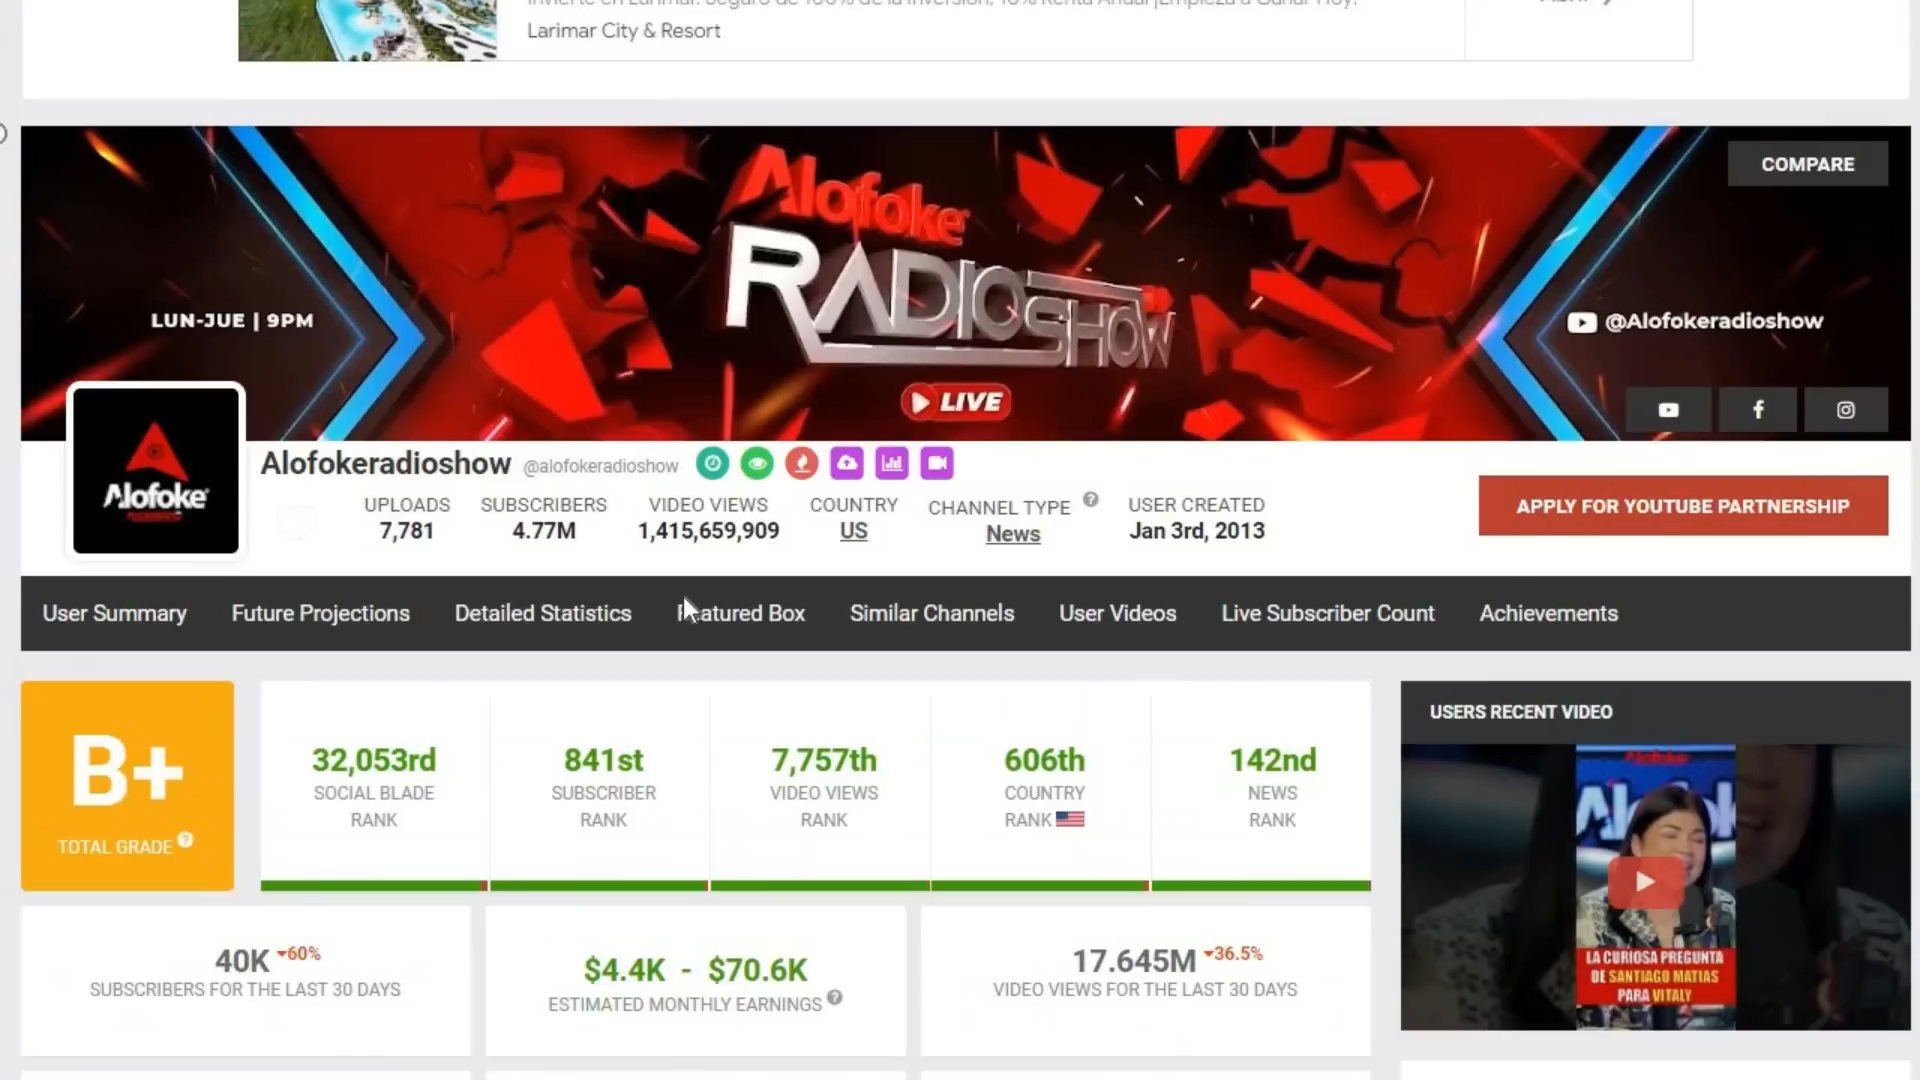 Larimar City & Resort
COMPARE
Alofoke
RADIOSHOW
LIVE
LUN-JUE | 9PM
@Alofokeradioshow
Alofoke
Alofokeradioshow @alofokeradioshow
UPLOADS
7,781
SUBSCRIBERS
4.77M
VIDEO VIEWS
1,415,659,909
COUNTRY
US
CHANNEL TYPE
News
USER CREATED
Jan 3rd, 2013
APPLY FOR YOUTUBE PARTNERSHIP
User Summary
Future Projections
Detailed Statistics
Featured Box
Similar Channels
User Videos
Live Subscriber Count
Achievements
B+
TOTAL GRADE
32,053rd
SOCIAL BLADE
RANK
841st
SUBSCRIBER
RANK
7,757th
VIDEO VIEWS
RANK
606th
COUNTRY
RANK
142nd
NEWS
RANK
USERS RECENT VIDEO
LA CURIOSA PREGUNTA
DE SANTIAGO MATIAS
PARA VITALY
40K 60%
SUBSCRIBERS FOR THE LAST 30 DAYS
$4.4K - $70.6K
ESTIMATED MONTHLY EARNINGS
17.645M 36.5%
VIDEO VIEWS FOR THE LAST 30 DAYS